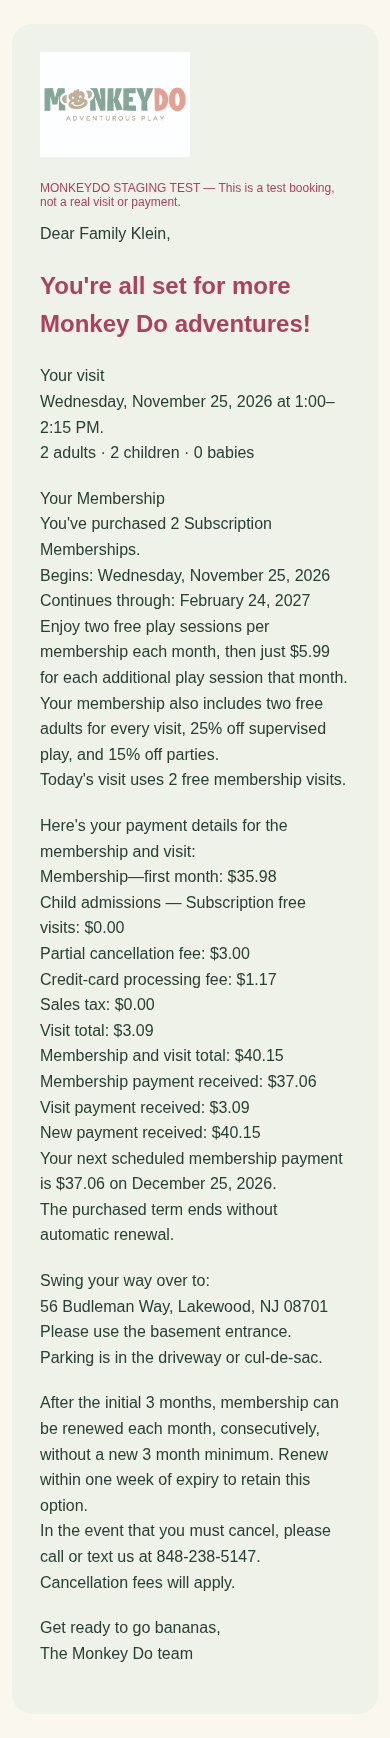 MONKEYDO
ADVENTUROUS PLAY
MONKEYDO STAGING TEST — This is a test booking,
not a real visit or payment.
Dear Family Klein,
You're all set for more
Monkey Do adventures!
Your visit
Wednesday, November 25, 2026 at 1:00–
2:15 PM.
2 adults · 2 children · 0 babies
Your Membership
You've purchased 2 Subscription
Memberships.
Begins: Wednesday, November 25, 2026
Continues through: February 24, 2027
Enjoy two free play sessions per
membership each month, then just $5.99
for each additional play session that month.
Your membership also includes two free
adults for every visit, 25% off supervised
play, and 15% off parties.
Today's visit uses 2 free membership visits.
Here's your payment details for the
membership and visit:
Membership—first month: $35.98
Child admissions — Subscription free
visits: $0.00
Partial cancellation fee: $3.00
Credit-card processing fee: $1.17
Sales tax: $0.00
Visit total: $3.09
Membership and visit total: $40.15
Membership payment received: $37.06
Visit payment received: $3.09
New payment received: $40.15
Your next scheduled membership payment
is $37.06 on December 25, 2026.
The purchased term ends without
automatic renewal.
Swing your way over to:
56 Budleman Way, Lakewood, NJ 08701
Please use the basement entrance.
Parking is in the driveway or cul-de-sac.
After the initial 3 months, membership can
be renewed each month, consecutively,
without a new 3 month minimum. Renew
within one week of expiry to retain this
option.
In the event that you must cancel, please
call or text us at 848-238-5147.
Cancellation fees will apply.
Get ready to go bananas,
The Monkey Do team